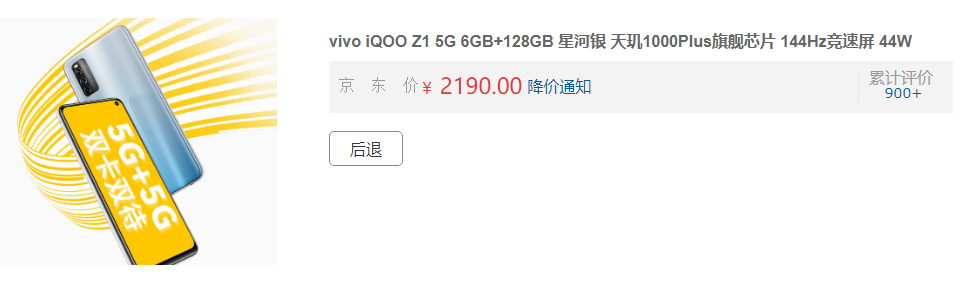 5G+5G
双卡双待
vivo iQOO Z1 5G 6GB+128GB 星河银 天玑1000Plus旗舰芯片 144Hz竞速屏 44W
京 东 价 ¥ 2190.00 降价通知
累计评价
900+
后退